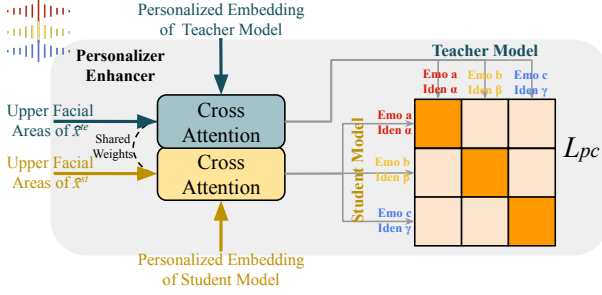 Personalized Embedding
of Teacher Model
Personalizer
Enhancer
Teacher Model
Emo a
Iden α
Emo b
Iden β
Emo c
Iden γ
Upper Facial
Areas of x̂ᵗᵉ
Cross
Attention
Shared
Weights
Upper Facial
Areas of x̂ˢᵗ
Cross
Attention
Student Model
Emo a
Iden α
Emo b
Iden β
Emo c
Iden γ
Lpc
Personalized Embedding
of Student Model